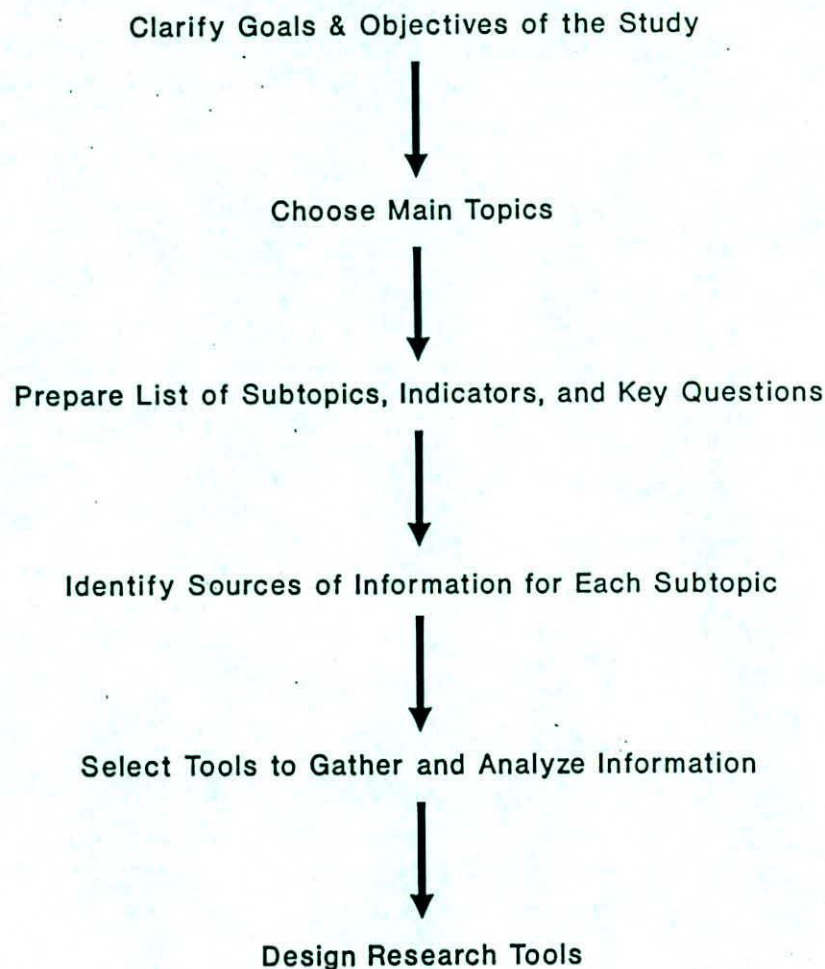 Clarify Goals & Objectives of the Study
Choose Main Topics
Prepare List of Subtopics, Indicators, and Key Questions
Identify Sources of Information for Each Subtopic
Select Tools to Gather and Analyze Information
Design Research Tools